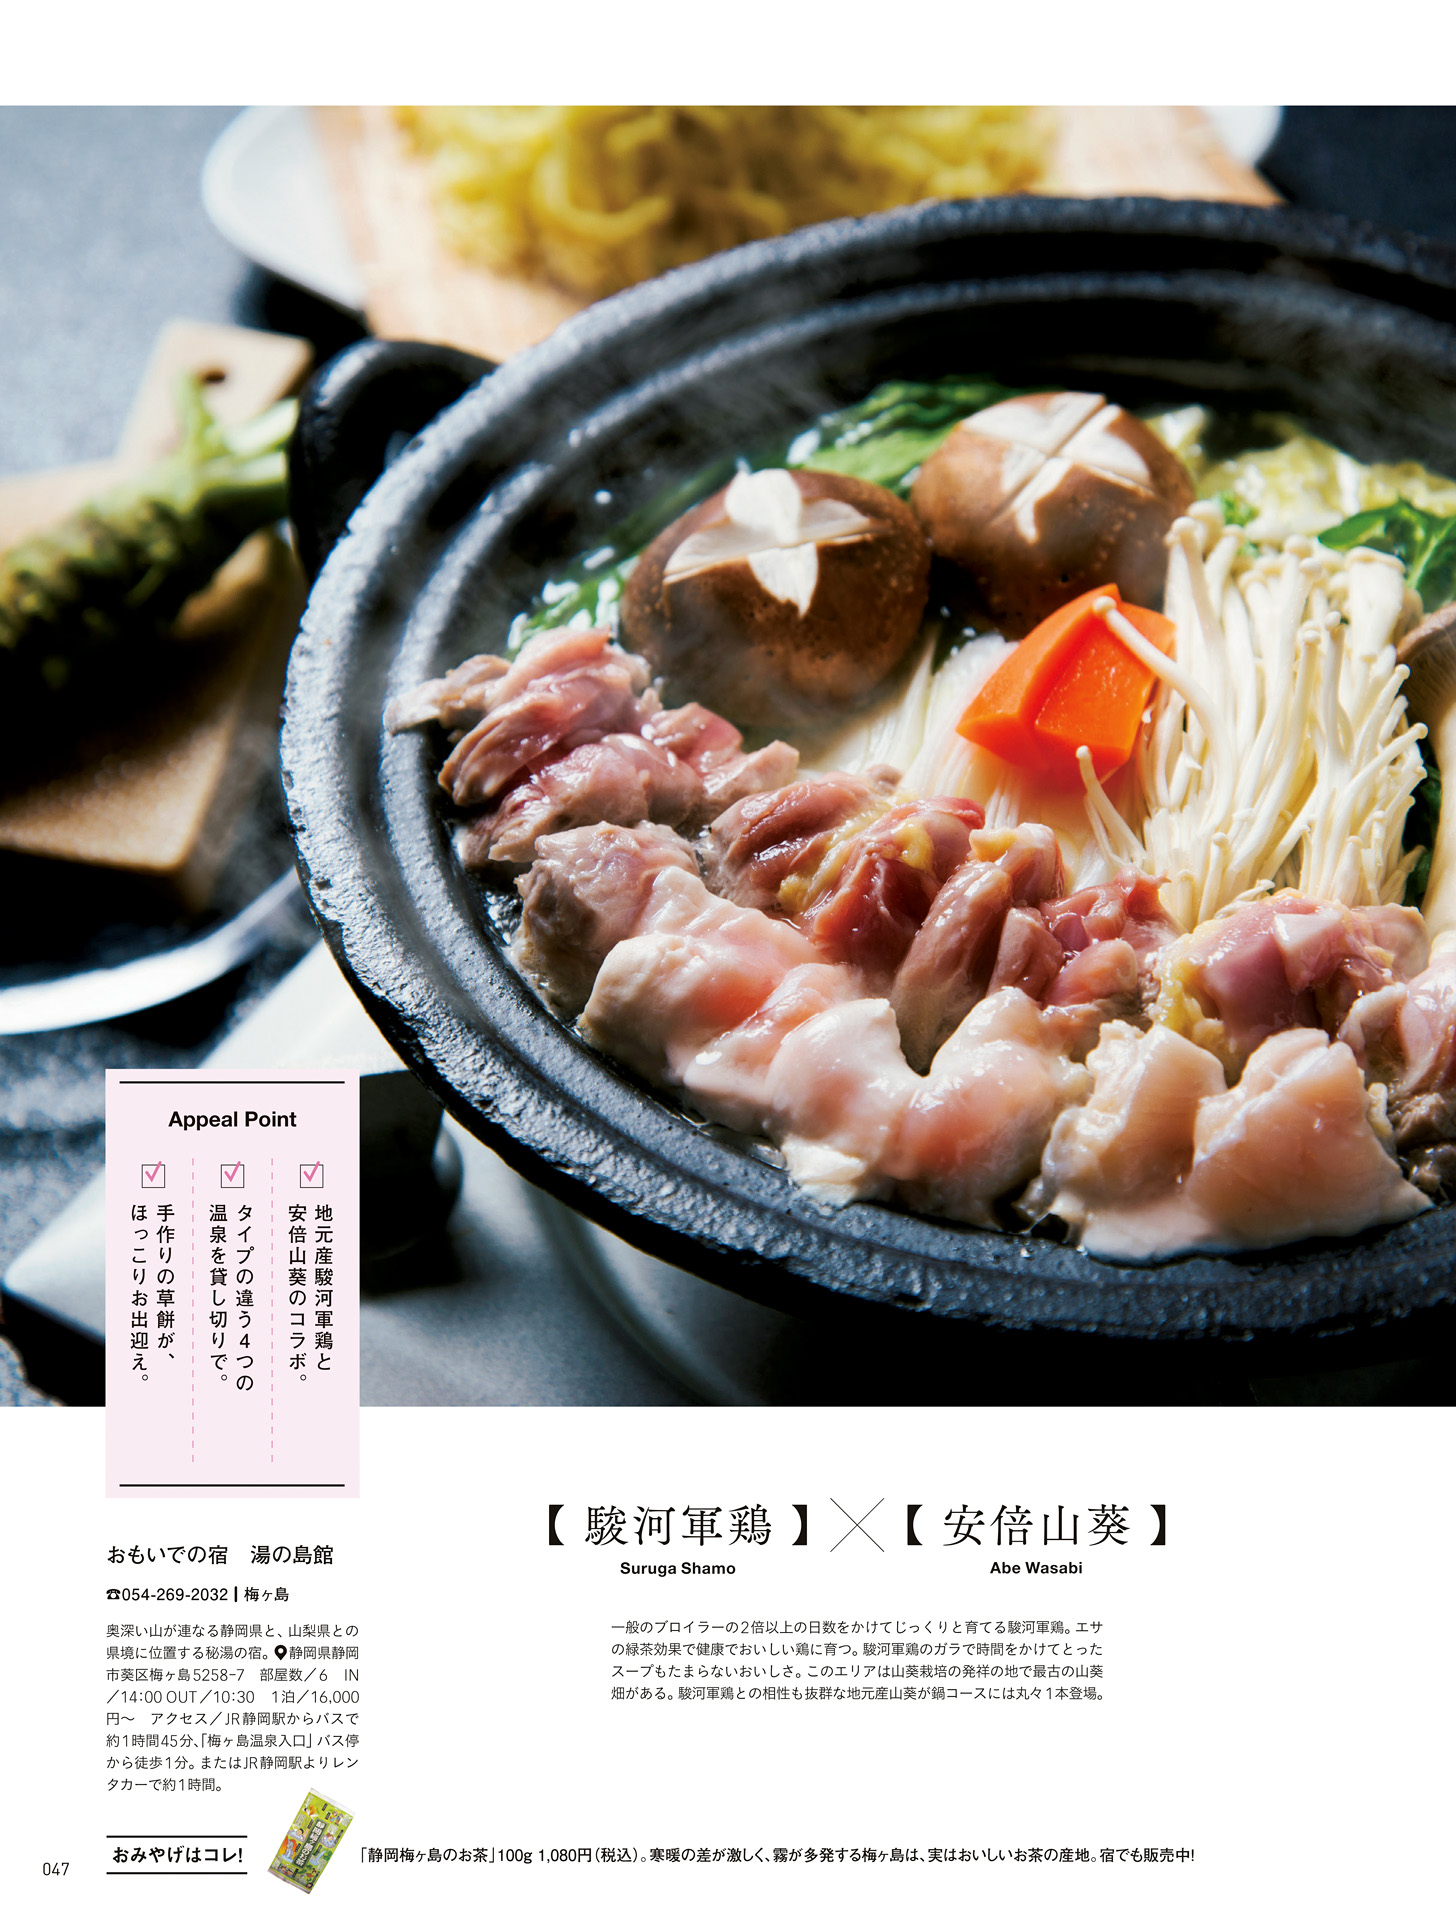 Appeal Point
地元産駿河軍鶏と
安倍山葵のコラボ。
タイプの違う4つの
温泉を貸し切りで。
手作りの草餅が、
ほっこりお出迎え。
【駿河軍鶏】×【安倍山葵】
Suruga Shamo Abe Wasabi
一般のブロイラーの2倍以上の日数をかけてじっくりと育てる駿河軍鶏。エサ
の緑茶効果で健康でおいしい鶏に育つ。駿河軍鶏のガラで時間をかけてとった
スープもたまらないおいしさ。このエリアは山葵栽培の発祥の地で最古の山葵
畑がある。駿河軍鶏との相性も抜群な地元産山葵が鍋コースには丸々1本登場。
おもいでの宿　湯の島館
☎054-269-2032 | 梅ヶ島
奥深い山が連なる静岡県と、山梨県との
県境に位置する秘湯の宿。静岡県静岡
市葵区梅ヶ島5258-7　部屋数／6　IN
／14:00 OUT／10:30　1泊／16,000
円〜　アクセス／JR静岡駅からバスで
約1時間45分、「梅ヶ島温泉入口」バス停
から徒歩1分。またはJR静岡駅よりレン
タカーで約1時間。
おみやげはコレ!
静岡梅ヶ島のお茶
「静岡梅ヶ島のお茶」100g 1,080円（税込）。寒暖の差が激しく、霧が多発する梅ヶ島は、実はおいしいお茶の産地。宿でも販売中!
047